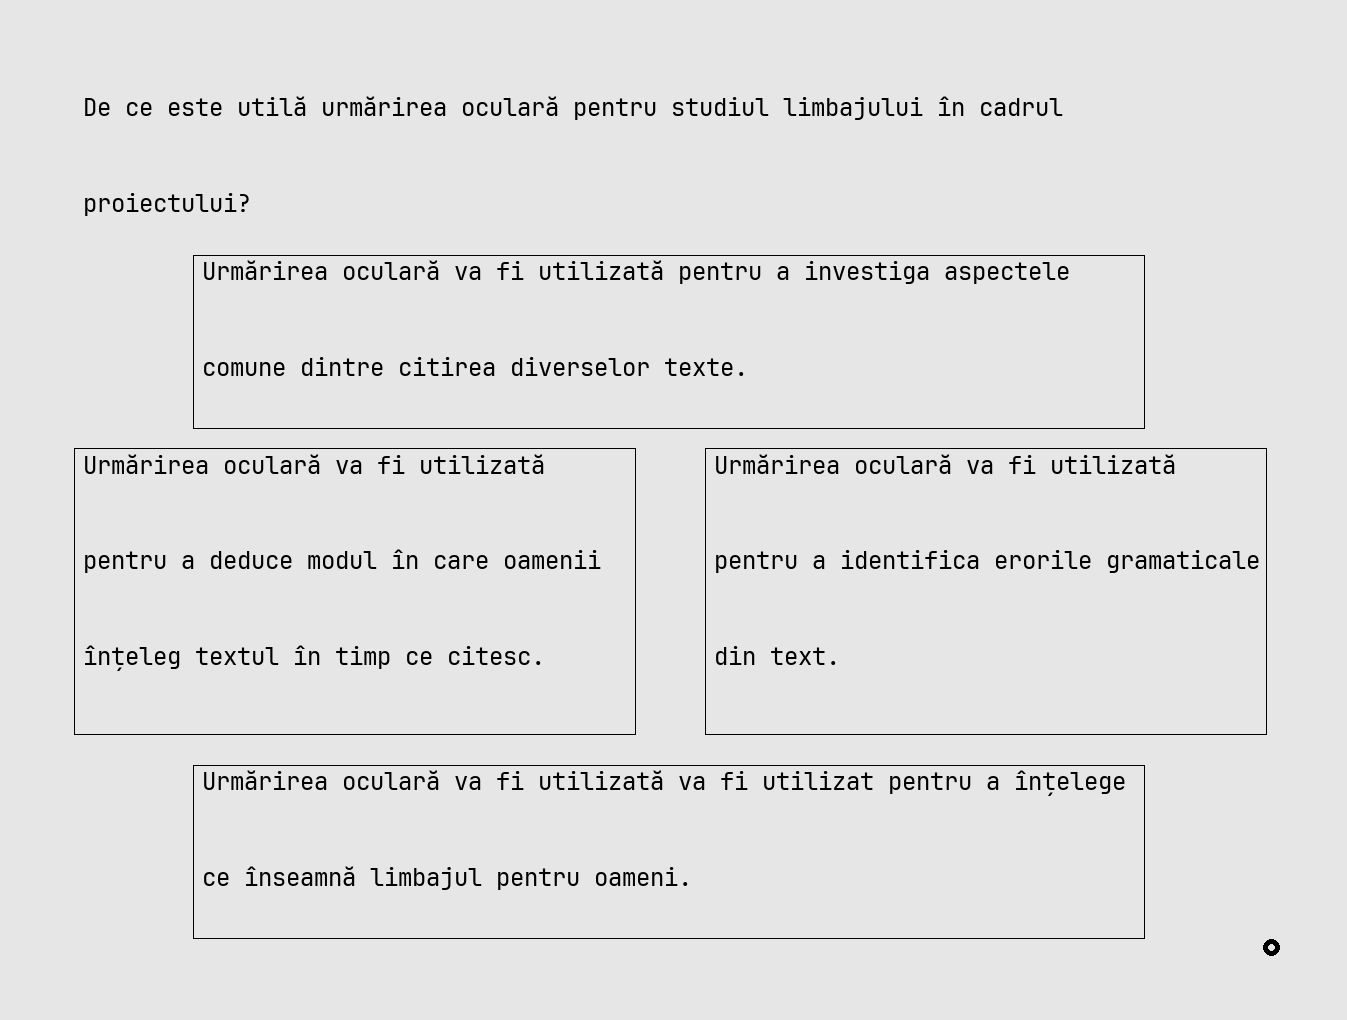 De ce este utilă urmărirea oculară pentru studiul limbajului în cadrul
proiectului?
Urmărirea oculară va fi utilizată pentru a investiga aspectele
comune dintre citirea diverselor texte.
Urmărirea oculară va fi utilizată
pentru a deduce modul în care oamenii
înțeleg textul în timp ce citesc.
Urmărirea oculară va fi utilizată
pentru a identifica erorile gramaticale
din text.
Urmărirea oculară va fi utilizată va fi utilizat pentru a înțelege
ce înseamnă limbajul pentru oameni.